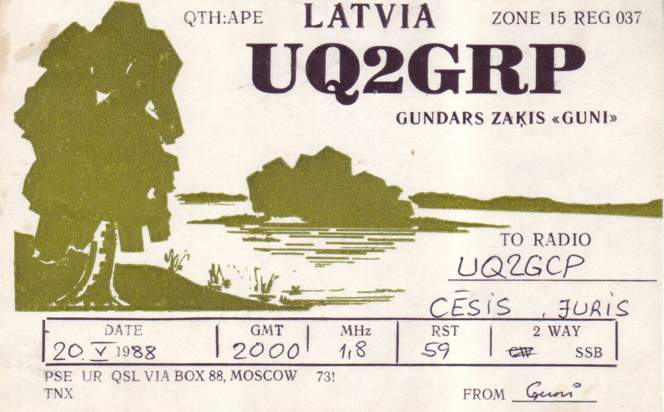 QTH:APE LATVIA ZONE 15 REG 037
UQ2GRP
GUNDARS ZAĶIS «GUNI»
TO RADIO
UQ2GCP
CĒSIS , JURIS
DATE GMT MHz RST 2 WAY
20. V 1988 2000 1,8 59 CW SSB
PSE UR QSL VIA BOX 88, MOSCOW 73!
TNX FROM Guni